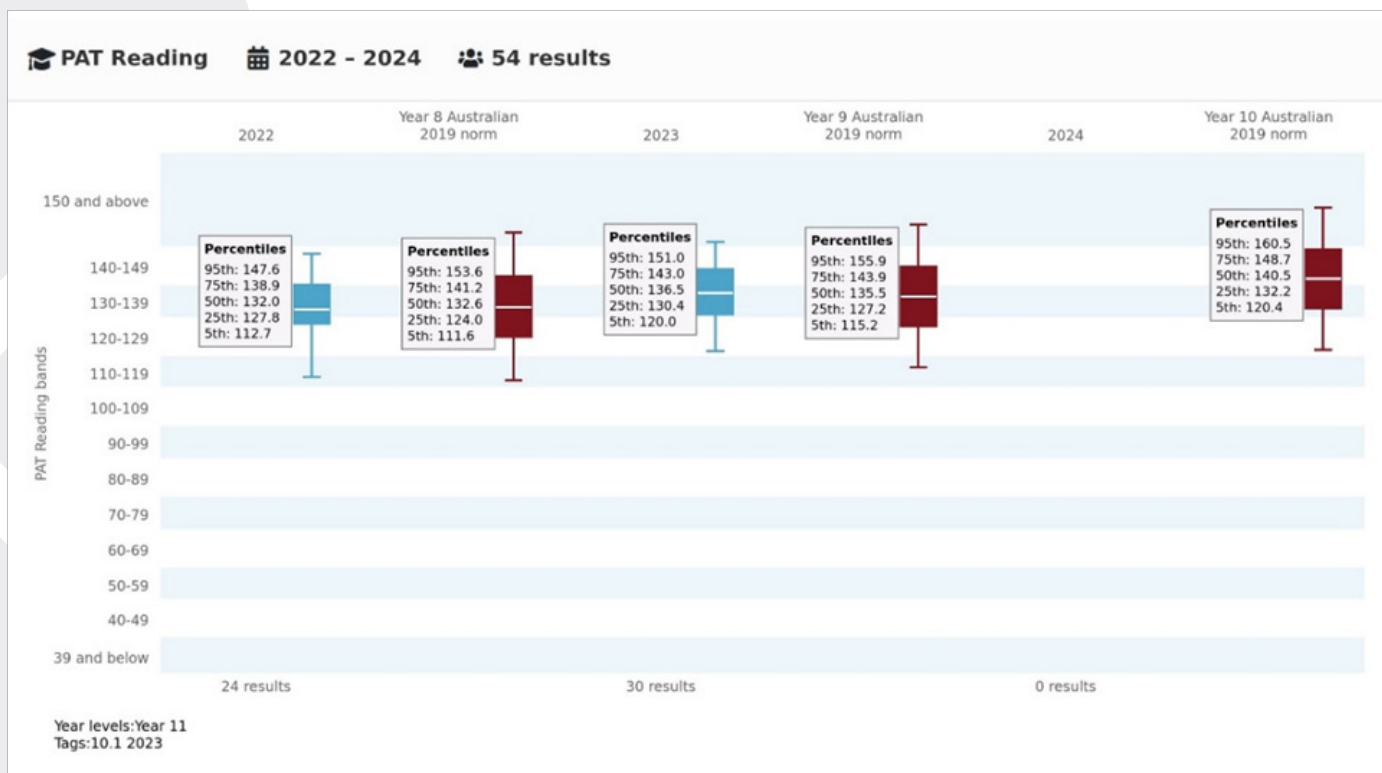 PAT Reading 2022 – 2024 54 results
2022
Year 8 Australian
2019 norm
2023
Year 9 Australian
2019 norm
2024
Year 10 Australian
2019 norm
PAT Reading bands
150 and above
140-149
130-139
120-129
110-119
100-109
90-99
80-89
70-79
60-69
50-59
40-49
39 and below
Percentiles
95th: 147.6
75th: 138.9
50th: 132.0
25th: 127.8
5th: 112.7
Percentiles
95th: 153.6
75th: 141.2
50th: 132.6
25th: 124.0
5th: 111.6
Percentiles
95th: 151.0
75th: 143.0
50th: 136.5
25th: 130.4
5th: 120.0
Percentiles
95th: 155.9
75th: 143.9
50th: 135.5
25th: 127.2
5th: 115.2
Percentiles
95th: 160.5
75th: 148.7
50th: 140.5
25th: 132.2
5th: 120.4
24 results
30 results
0 results
Year levels:Year 11
Tags:10.1 2023